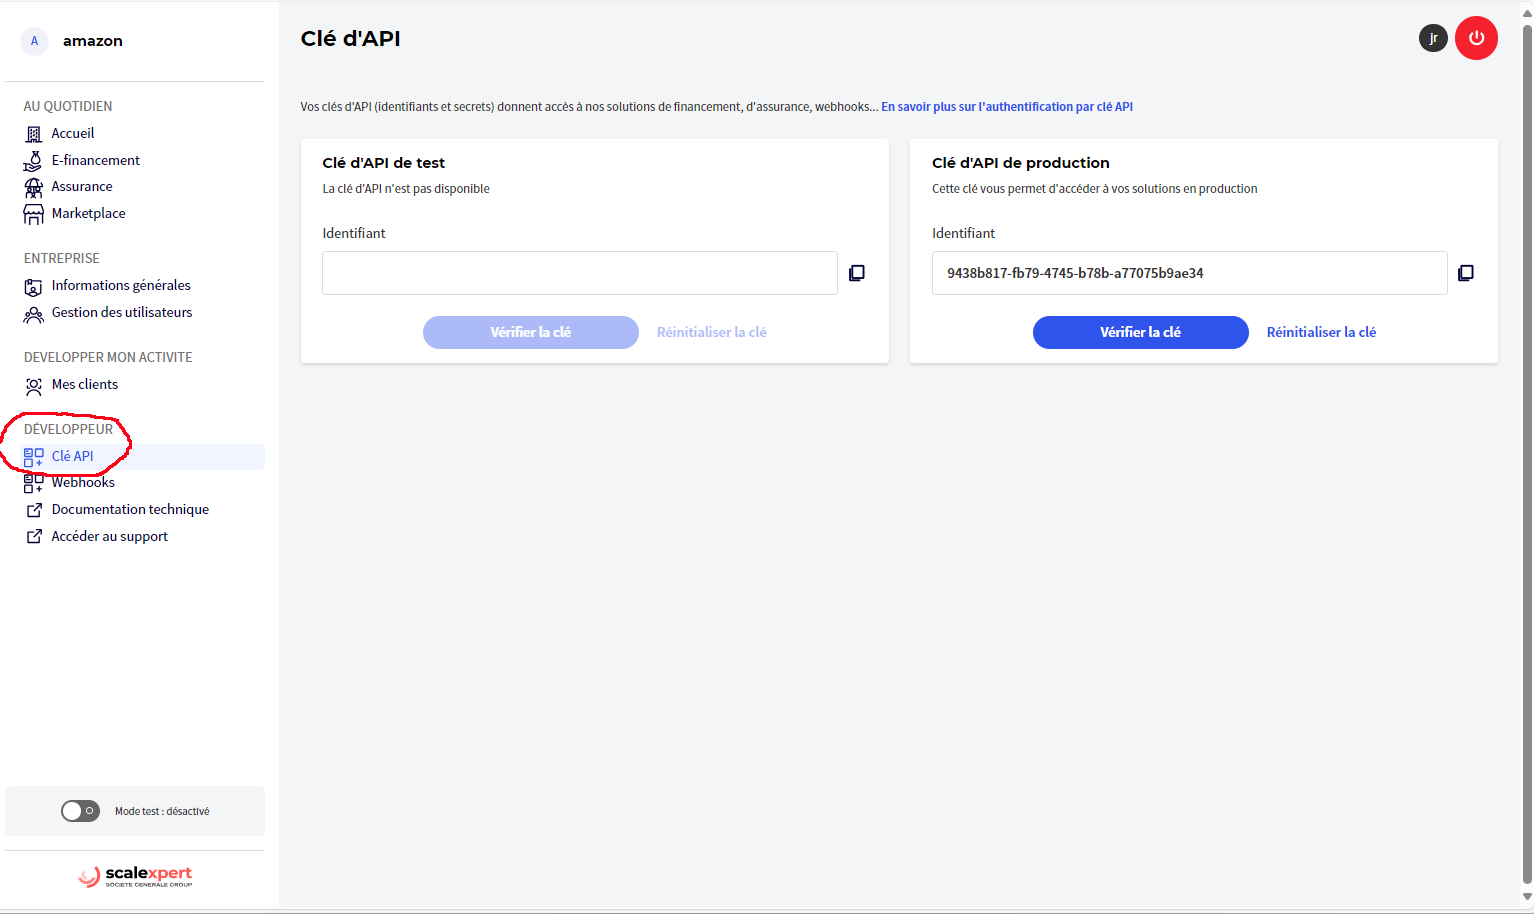 A
amazon
AU QUOTIDIEN
Accueil
E-financement
Assurance
Marketplace
ENTREPRISE
Informations générales
Gestion des utilisateurs
DEVELOPPER MON ACTIVITE
Mes clients
DÉVELOPPEUR
Clé API
Webhooks
Documentation technique
Accéder au support
Mode test : désactivé
scalexpert
SOCIETE GENERALE GROUP
Clé d'API
jr
Vos clés d'API (identifiants et secrets) donnent accès à nos solutions de financement, d'assurance, webhooks... En savoir plus sur l'authentification par clé API
Clé d'API de test
La clé d'API n'est pas disponible
Identifiant
Vérifier la clé
Réinitialiser la clé
Clé d'API de production
Cette clé vous permet d'accéder à vos solutions en production
Identifiant
9438b817-fb79-4745-b78b-a77075b9ae34
Vérifier la clé
Réinitialiser la clé